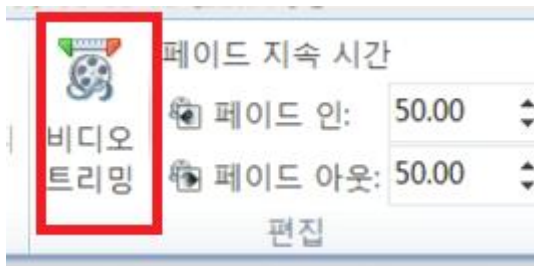 비디오
트리밍
페이드 지속 시간
페이드 인: 50.00
페이드 아웃: 50.00
편집